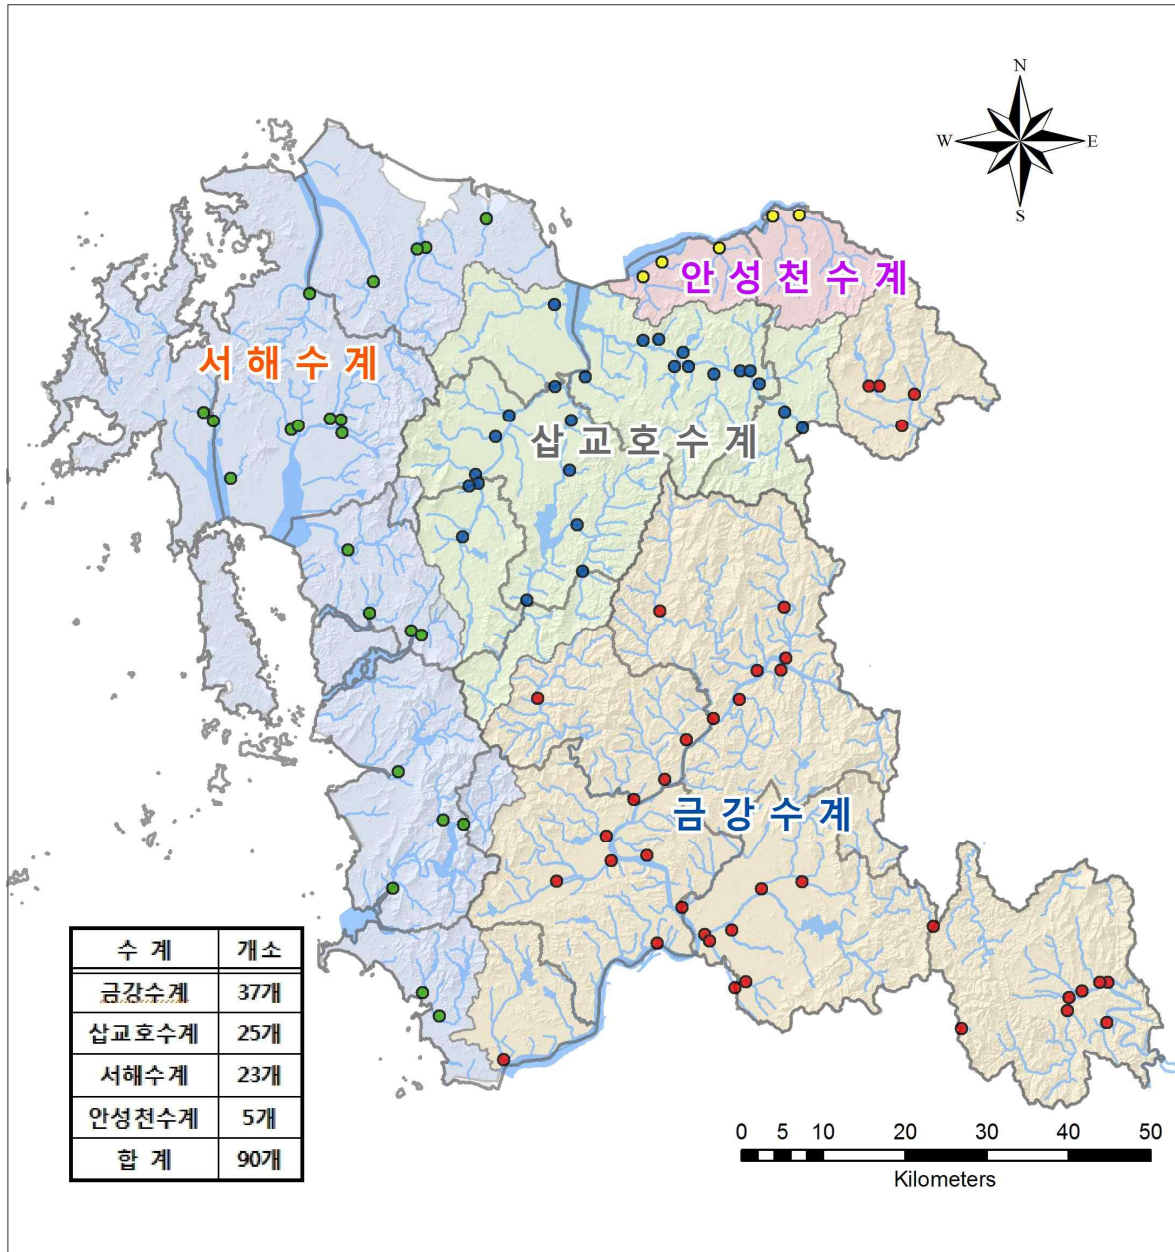 N
W E
S
안성천수계
서해수계
삽교호수계
금강수계
수 계 개소
금강수계 37개
삽교호수계 25개
서해수계 23개
안성천수계 5개
합 계 90개
0 5 10 20 30 40 50
Kilometers